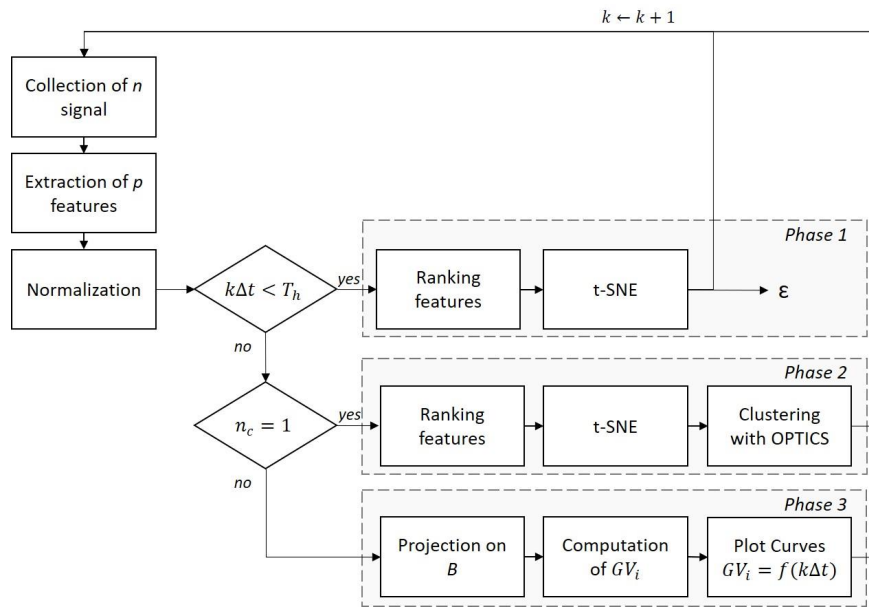 k ← k + 1
Collection of n
signal
Extraction of p
features
Normalization
kΔt < T_h
yes
no
Phase 1
Ranking
features
t-SNE
ε
n_c = 1
yes
no
Phase 2
Ranking
features
t-SNE
Clustering
with OPTICS
Phase 3
Projection on
B
Computation
of GV_i
Plot Curves
GV_i = f(kΔt)